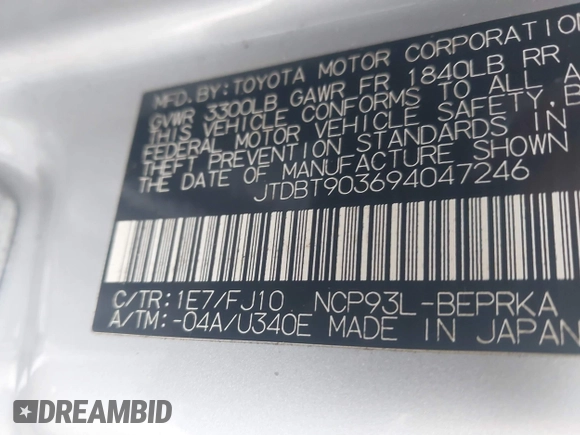 MFD. BY: TOYOTA MOTOR CORPORATION
GVWR 3300LB GAWR FR 1840LB RR
THIS VEHICLE CONFORMS TO ALL A
FEDERAL MOTOR VEHICLE SAFETY, B
THEFT PREVENTION STANDARDS IN
THE DATE OF MANUFACTURE SHOWN
JTDBT903694047246
C/TR: 1E7/FJ10 NCP93L-BEPRKA
A/TM: -04A/U340E MADE IN JAPAN
DREAMBID